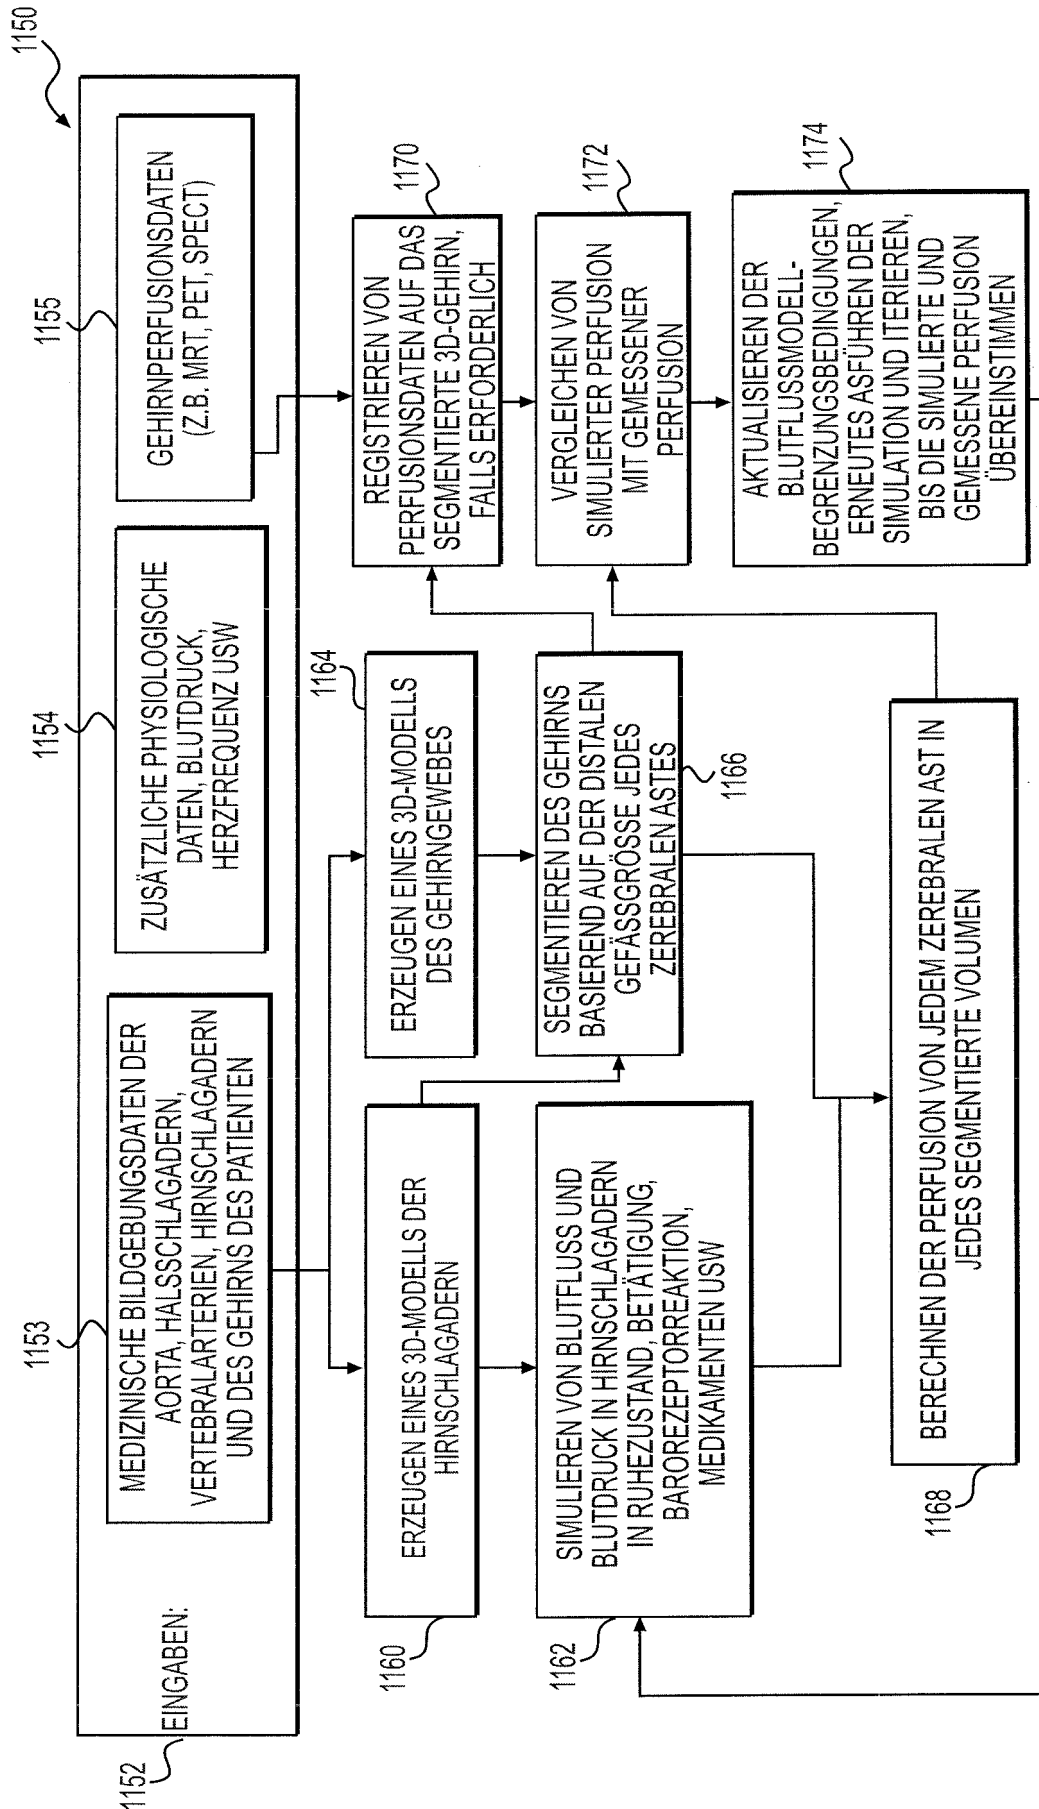 1150
1152
EINGABEN:
1153
MEDIZINISCHE BILDGEBUNGSDATEN DER
AORTA, HALSSCHLAGADERN,
VERTEBRALARTERIEN, HIRNSCHLAGADERN
UND DES GEHIRNS DES PATIENTEN
1154
ZUSÄTZLICHE PHYSIOLOGISCHE
DATEN, BLUTDRUCK,
HERZFREQUENZ USW
1155
GEHIRNPERFUSIONSDATEN
(Z.B. MRT, PET, SPECT)
1160
ERZEUGEN EINES 3D-MODELS DER
HIRNSCHLAGADERN
1164
ERZEUGEN EINES 3D-MODELLS
DES GEHIRNGEWEBES
1170
REGISTRIEREN VON
PERFUSIONSDATEN AUF DAS
SEGMENTIERTE 3D-GEHIRN,
FALLS ERFORDERLICH
1162
SIMULIEREN VON BLUTFLUSS UND
BLUTDRUCK IN HIRNSCHLAGADERN
IN RUHEZUSTAND, BETÄTIGUNG,
BAROREZEPTORREAKTION,
MEDIKAMENTEN USW
1166
SEGMENTIEREN DES GEHIRNS
BASIEREND AUF DER DISTALEN
GEFÄSSGRÖSSE JEDES
ZEREBRALEN ASTES
1172
VERGLEICHEN VON
SIMULIERTER PERFUSION
MIT GEMESSENER
PERFUSION
1168
BERECHNEN DER PERFUSION VON JEDEM ZEREBRALEN AST IN
JEDES SEGMENTIERTE VOLUMEN
1174
AKTUALISIEREN DER
BLUTFLUSSMODELL-
BEGRENZUNGSBEDINGUNGEN,
ERNEUTES ASFÜHREN DER
SIMULATION UND ITERIEREN,
BIS DIE SIMULIERTE UND
GEMESSENE PERFUSION
ÜBEREINSTIMMEN